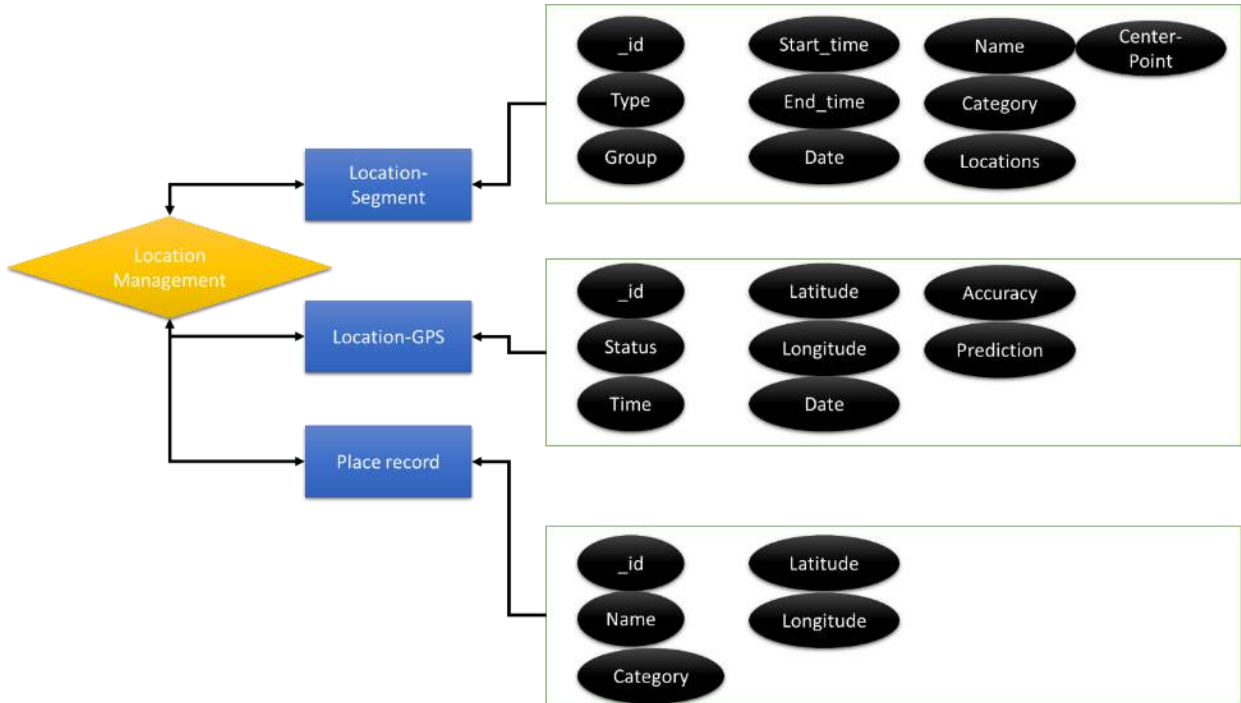 _id
Start_time
Name
Center-
Point
Type
End_time
Category
Group
Date
Locations
Location-
Segment
Location
Management
_id
Latitude
Accuracy
Location-GPS
Status
Longitude
Prediction
Time
Date
Place record
_id
Latitude
Name
Longitude
Category